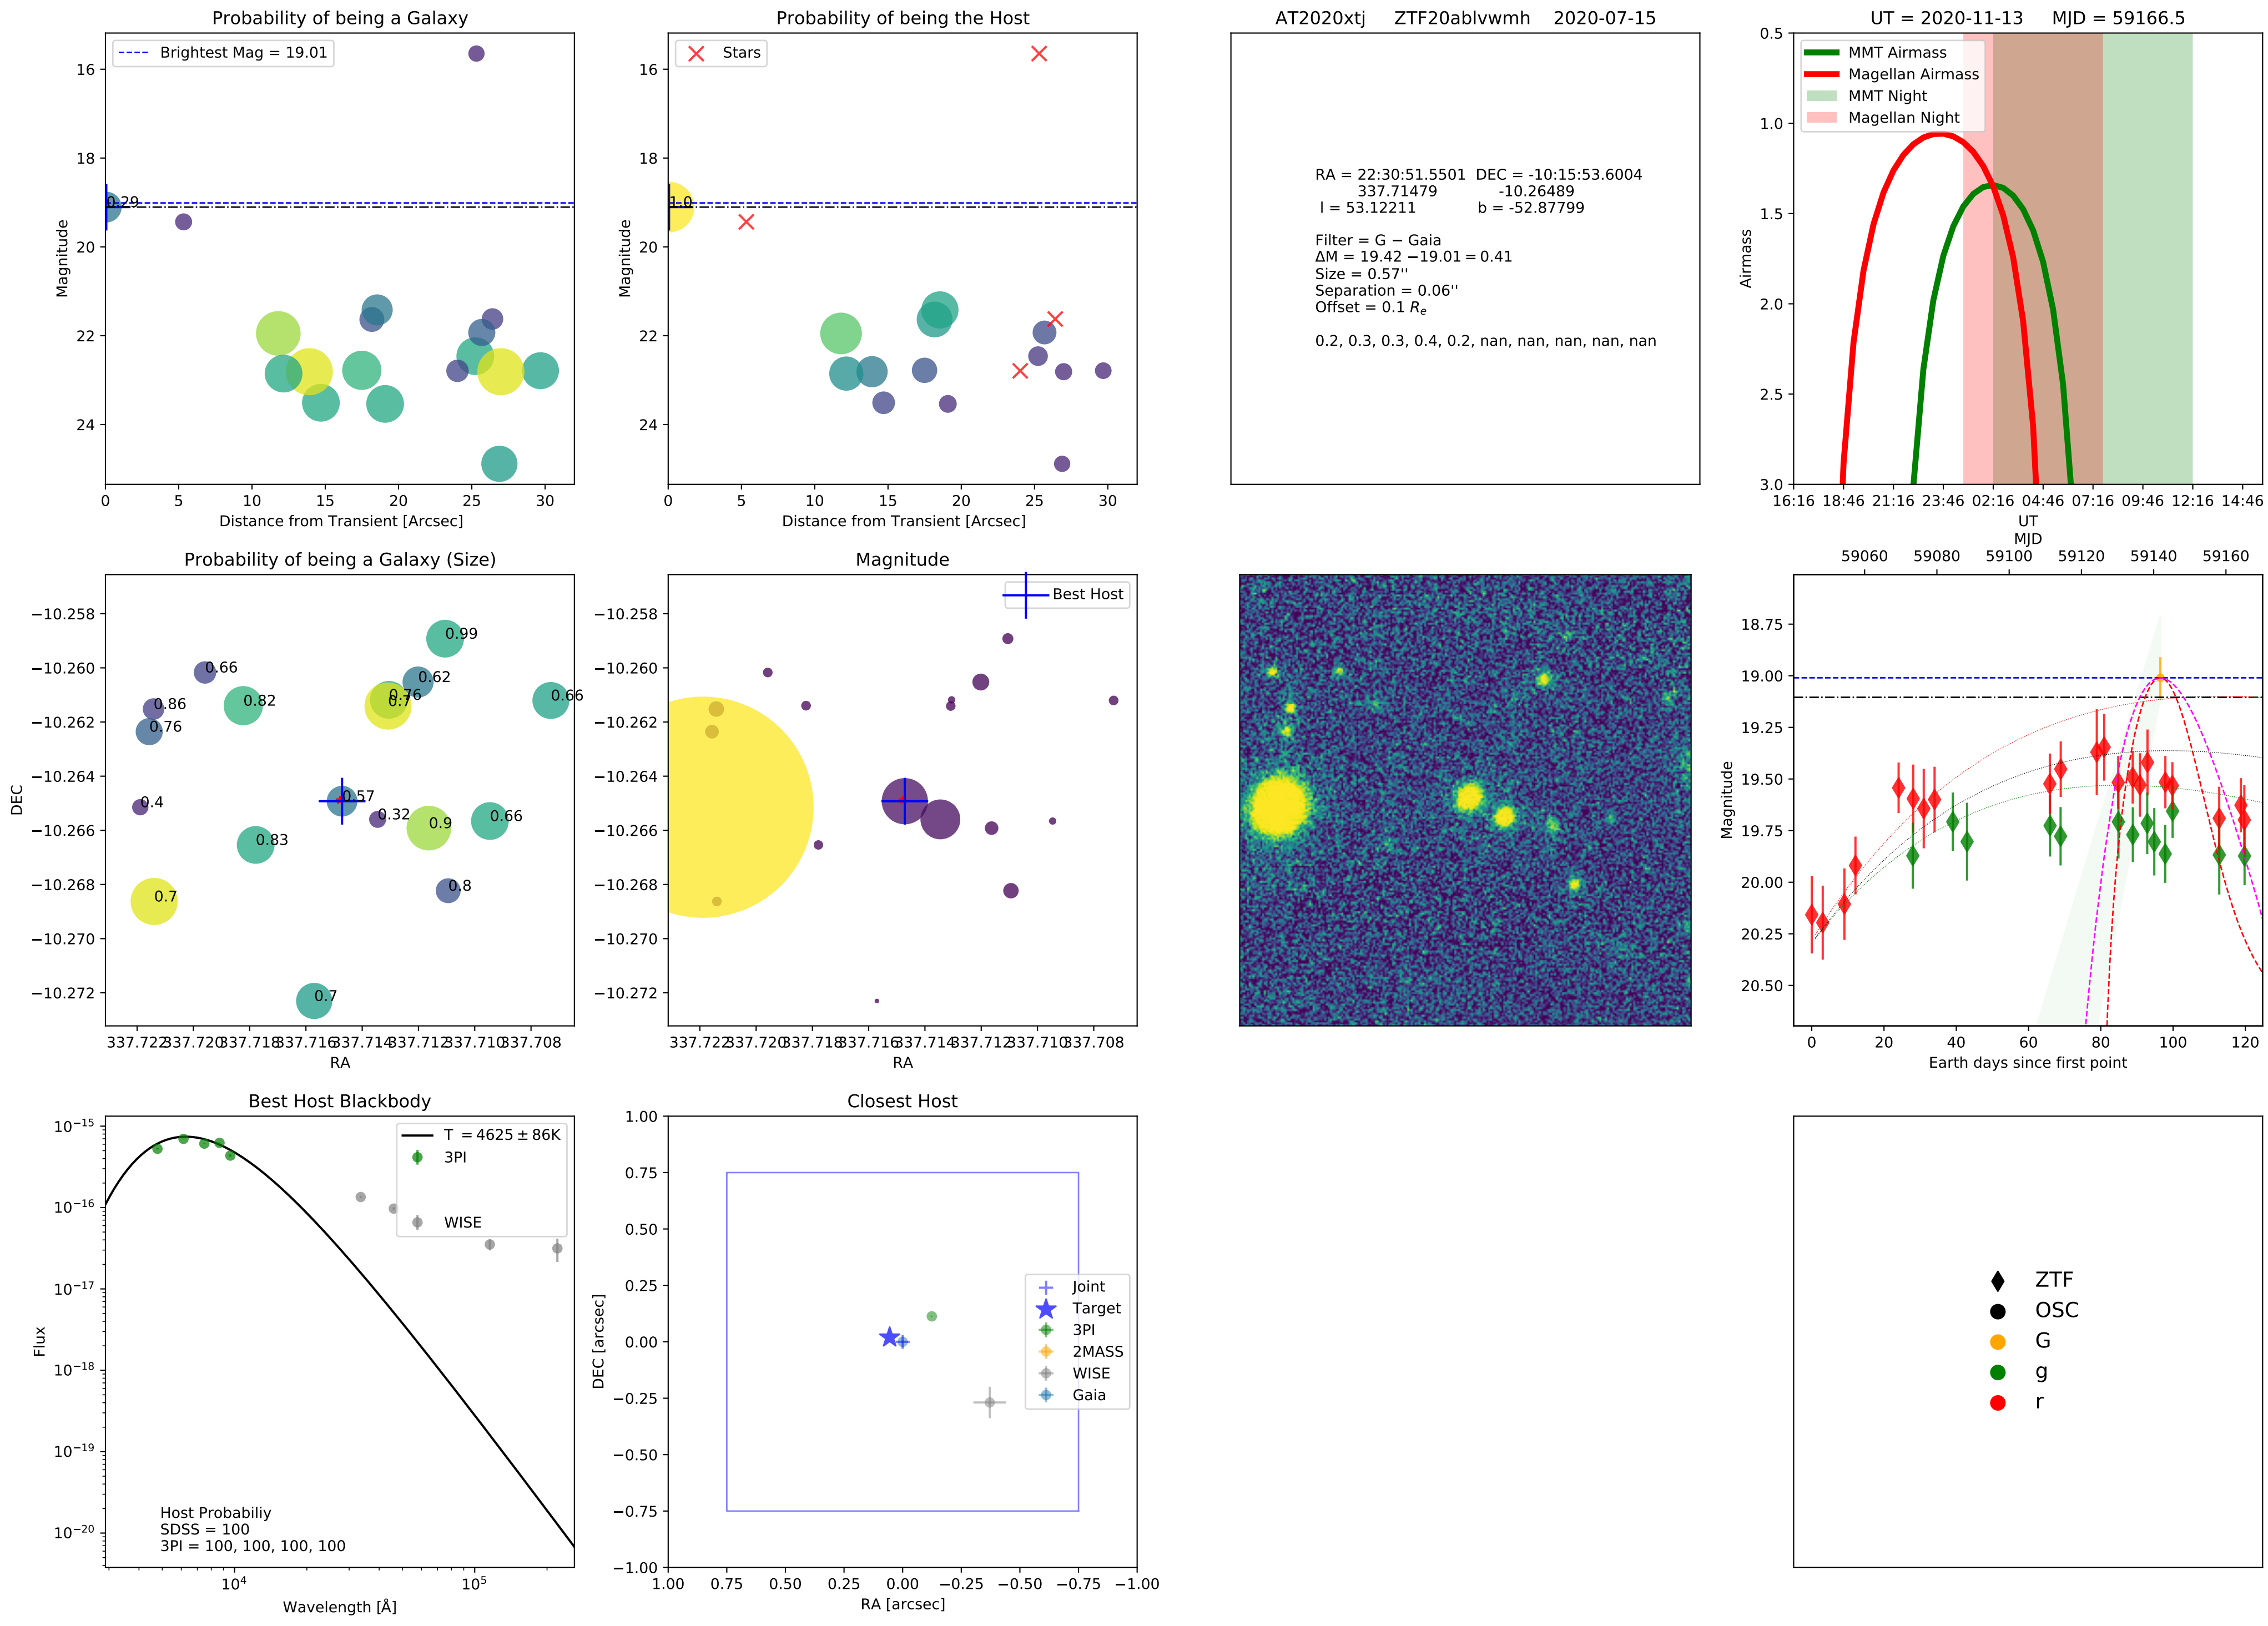 Probability of being a Galaxy
Brightest Mag = 19.01
0.29
16
18
20
22
24
Magnitude
0 5 10 15 20 25 30
Distance from Transient [Arcsec]
Probability of being the Host
Stars
1.0
16
18
20
22
24
Magnitude
0 5 10 15 20 25 30
Distance from Transient [Arcsec]
AT2020xtj ZTF20ablvwmh 2020-07-15
RA = 22:30:51.5501 DEC = -10:15:53.6004
337.71479 -10.26489
l = 53.12211 b = -52.87799
Filter = G − Gaia
ΔM = 19.42 −19.01 = 0.41
Size = 0.57''
Separation = 0.06''
Offset = 0.1 Re
0.2, 0.3, 0.3, 0.4, 0.2, nan, nan, nan, nan, nan
UT = 2020-11-13 MJD = 59166.5
MMT Airmass
Magellan Airmass
MMT Night
Magellan Night
0.5
1.0
1.5
2.0
2.5
3.0
Airmass
16:16 18:46 21:16 23:46 02:16 04:46 07:16 09:46 12:16 14:46
UT
Probability of being a Galaxy (Size)
0.99
0.66
0.62
0.86
0.82
0.76
0.7
0.66
0.76
0.57
0.4
0.32
0.9
0.66
0.83
0.7
0.8
0.7
−10.258
−10.260
−10.262
−10.264
−10.266
−10.268
−10.270
−10.272
DEC
337.722 337.720 337.718 337.716 337.714 337.712 337.710 337.708
RA
Magnitude
Best Host
−10.258
−10.260
−10.262
−10.264
−10.266
−10.268
−10.270
−10.272
337.722 337.720 337.718 337.716 337.714 337.712 337.710 337.708
RA
MJD
59060 59080 59100 59120 59140 59160
18.75
19.00
19.25
19.50
19.75
20.00
20.25
20.50
Magnitude
0 20 40 60 80 100 120
Earth days since first point
Best Host Blackbody
T = 4625 ± 86K
3PI
WISE
10−15
10−16
10−17
10−18
10−19
10−20
Flux
Host Probabiliy
SDSS = 100
3PI = 100, 100, 100, 100
104 105
Wavelength [Å]
Closest Host
1.00
0.75
0.50
0.25
0.00
−0.25
−0.50
−0.75
−1.00
DEC [arcsec]
Joint
Target
3PI
2MASS
WISE
Gaia
1.00 0.75 0.50 0.25 0.00 −0.25 −0.50 −0.75 −1.00
RA [arcsec]
ZTF
OSC
G
g
r